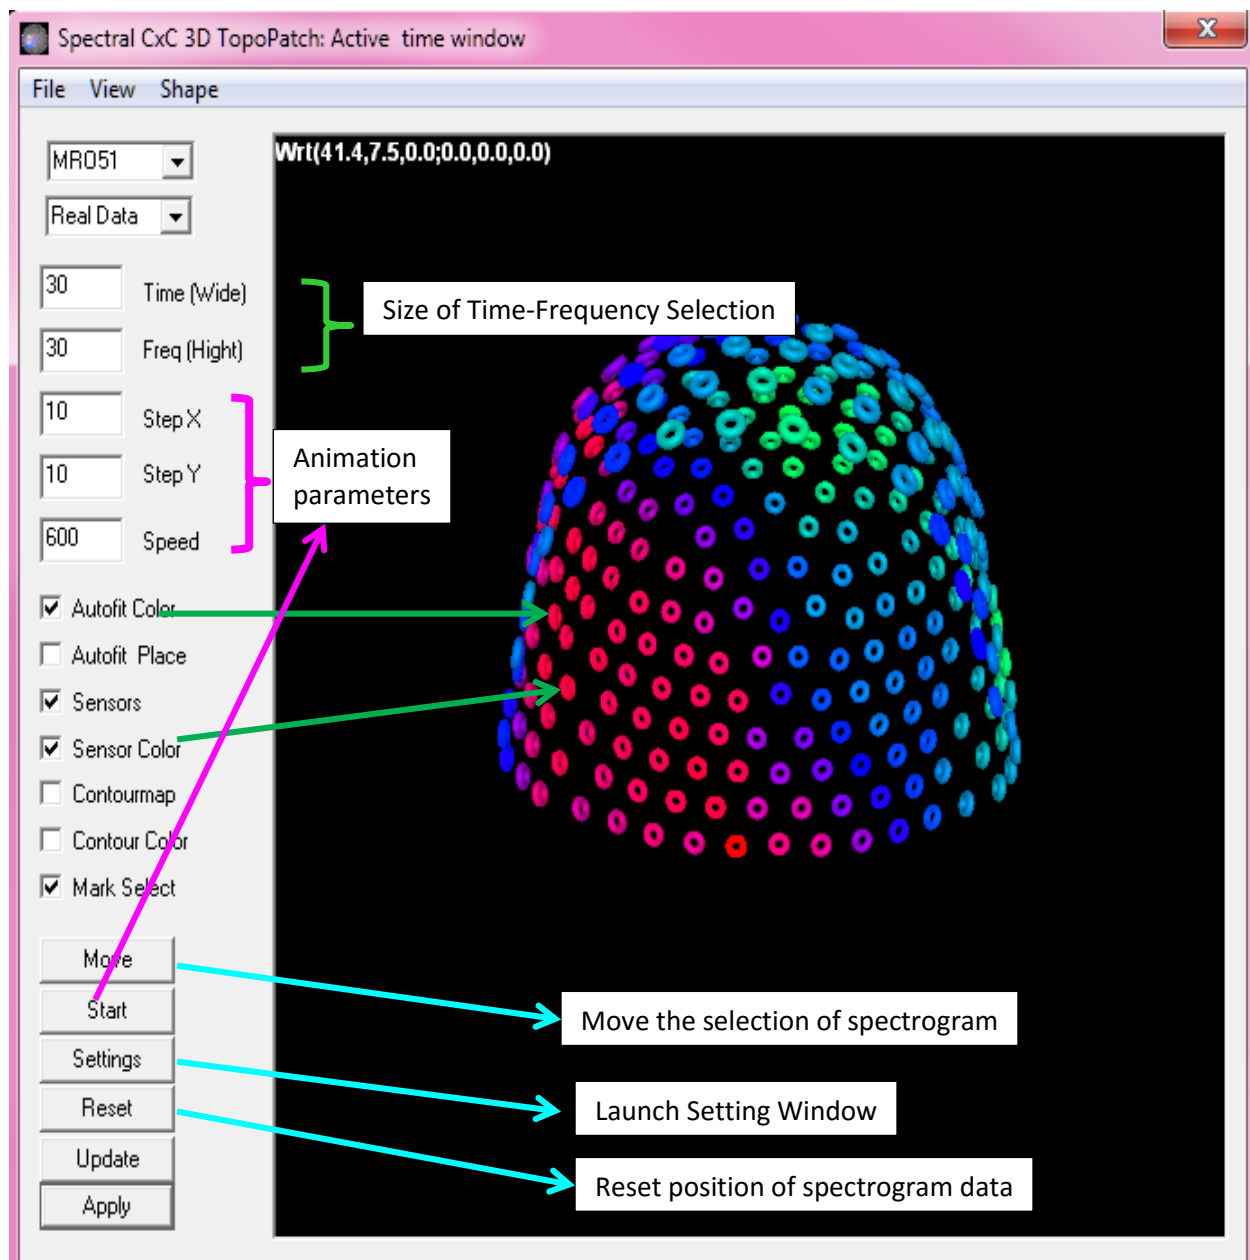 Spectral CxC 3D TopoPatch: Active time window
X
File View Shape
MRO51
Wrt(41.4,7.5,0.0;0.0,0.0,0.0)
Real Data
30 Time (Wide)
Size of Time-Frequency Selection
30 Freq (Hight)
10 Step X
Animation
parameters
10 Step Y
600 Speed
Autofit Color
Autofit Place
Sensors
Sensor Color
Contourmap
Contour Color
Mark Select
Move
Start
Move the selection of spectrogram
Settings
Launch Setting Window
Reset
Update
Reset position of spectrogram data
Apply